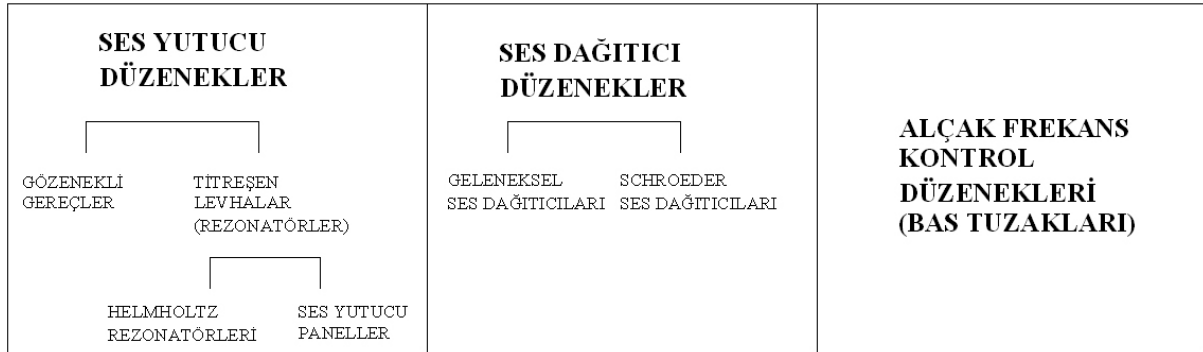 SES YUTUCU
DÜZENEKLER
GÖZENEKLİ
GEREÇLER
TİTREŞEN
LEVHALAR
(REZONATÖRLER)
HELMHOLTZ
REZONATÖRLERİ
SES YUTUCU
PANELLER
SES DAĞITICI
DÜZENEKLER
GELENEKSEL
SES DAĞITICILARI
SCHROEDER
SES DAĞITICILARI
ALÇAK FREKANS
KONTROL
DÜZENEKLERİ
(BAS TUZAKLARI)